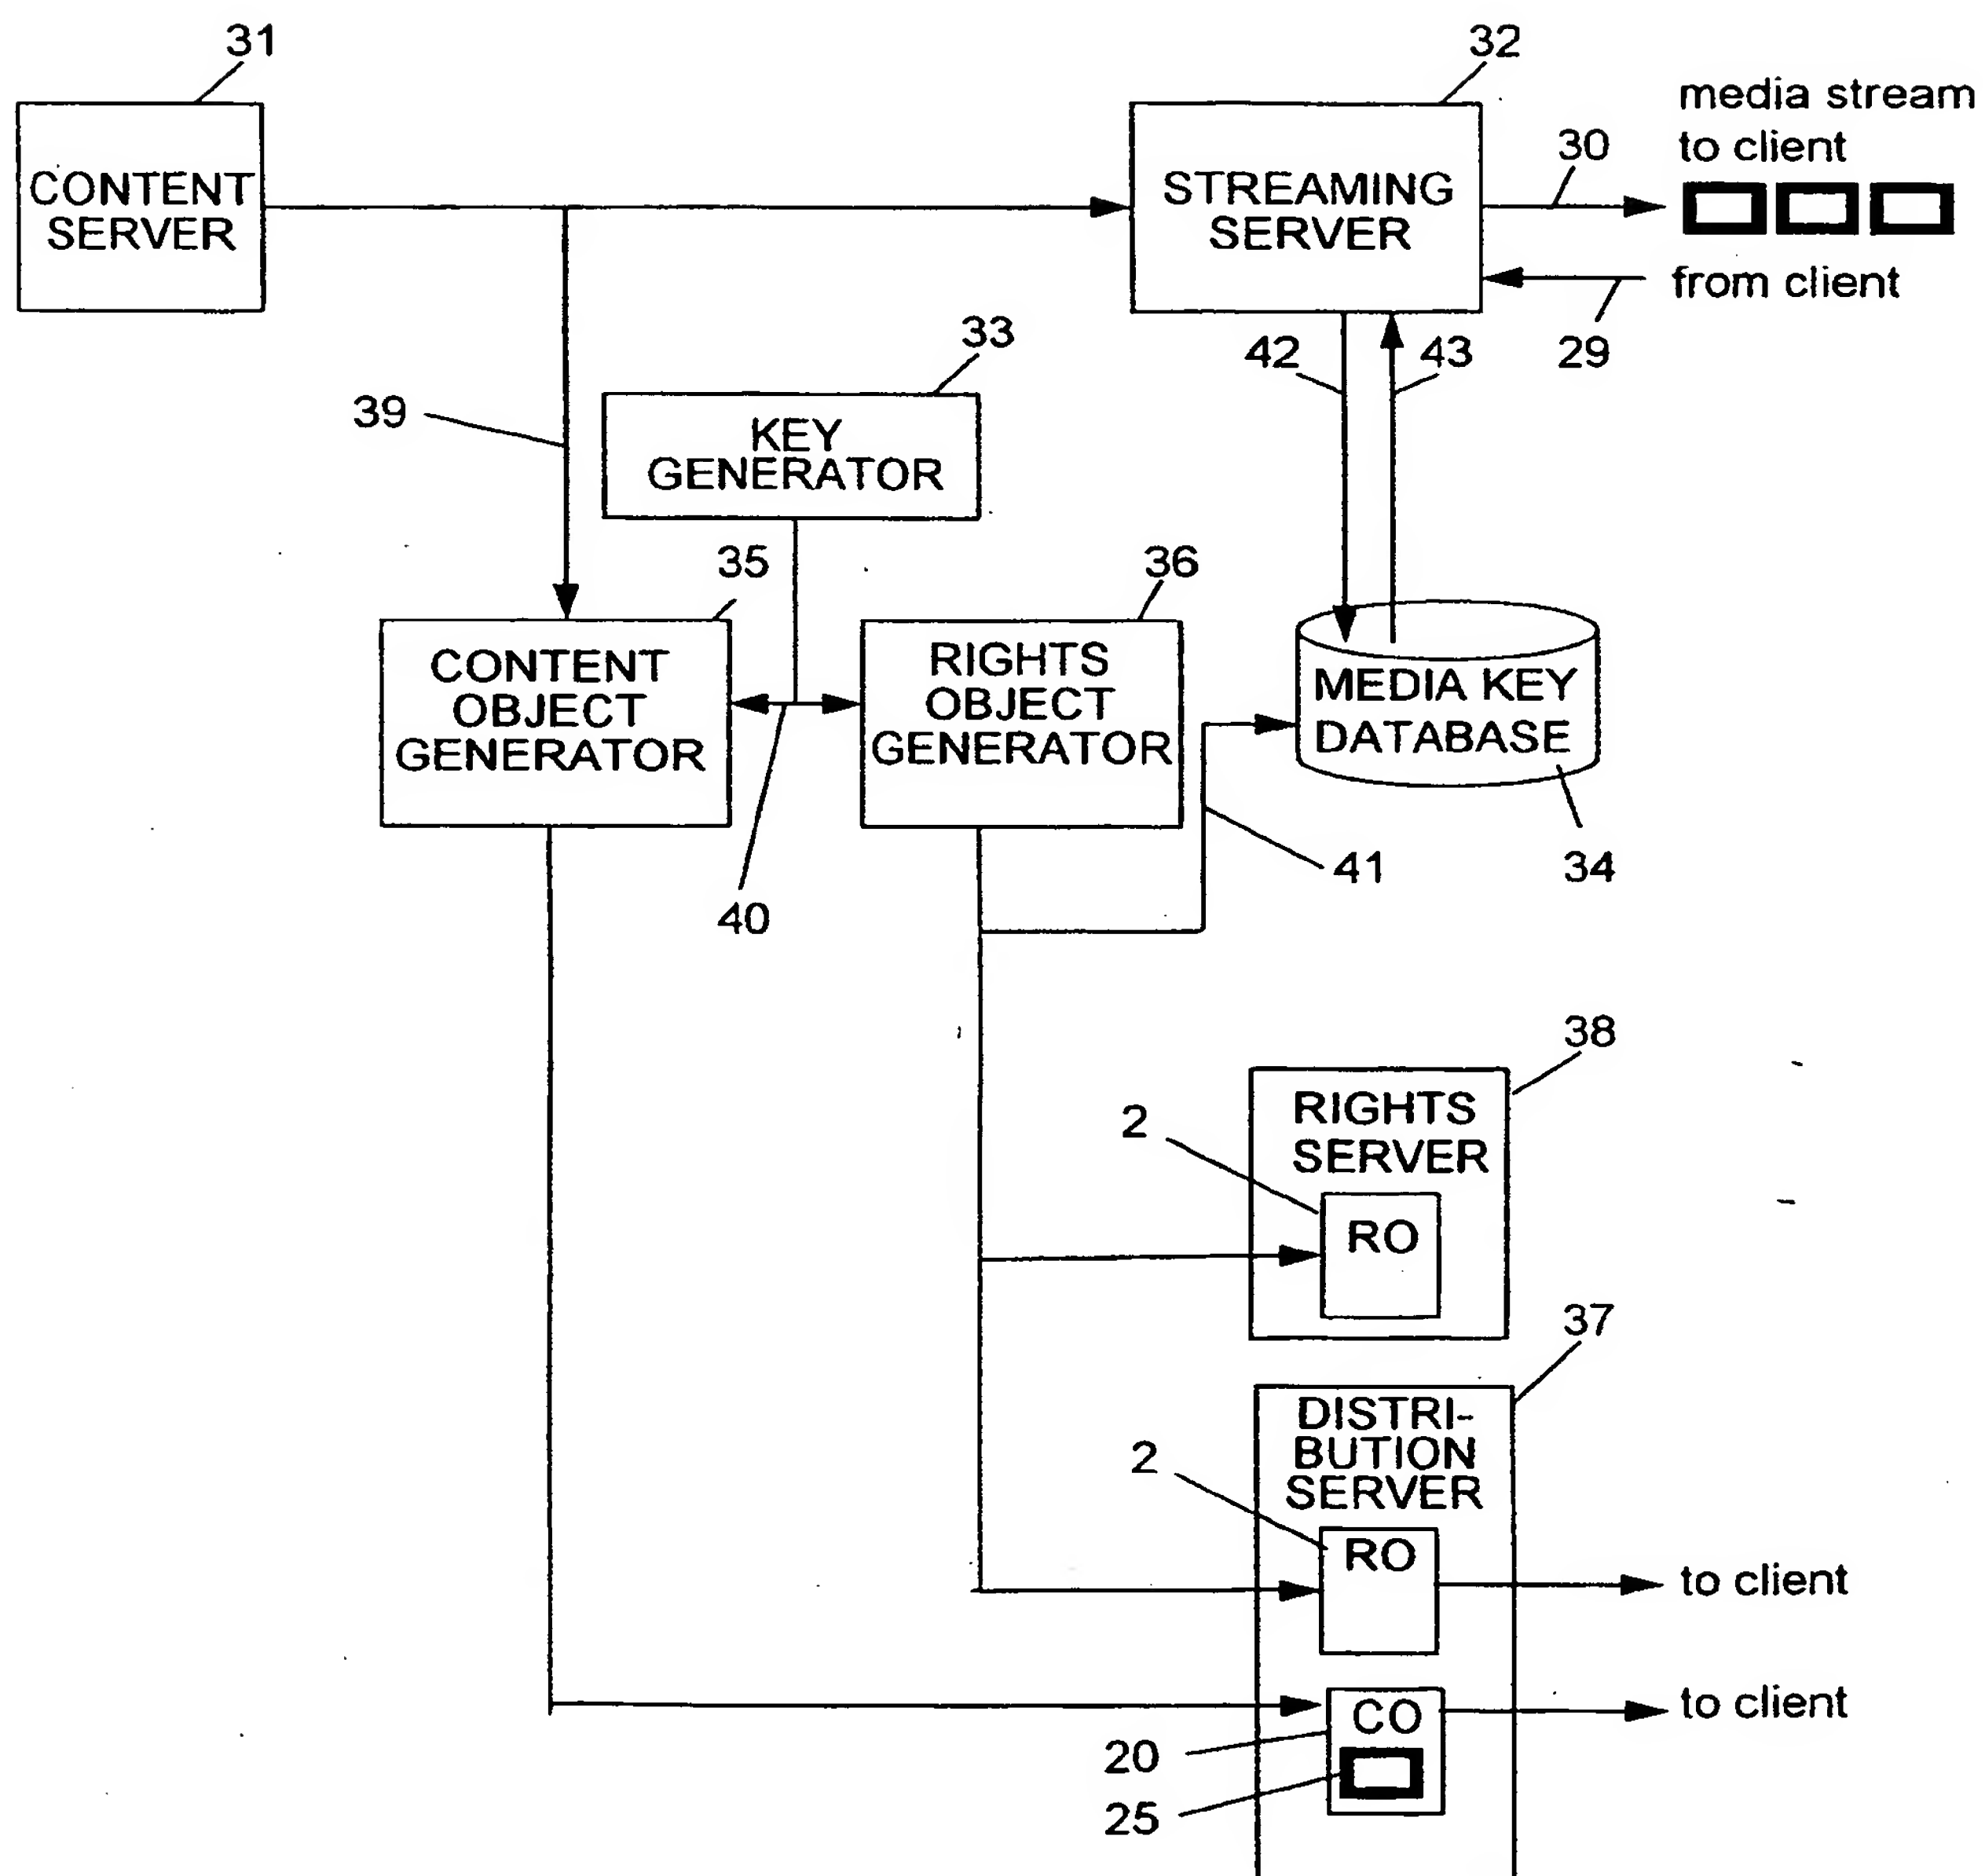 31
32
media stream
to client
30
CONTENT
SERVER
STREAMING
SERVER
from client
33
42
43
29
39
KEY
GENERATOR
35
36
CONTENT
OBJECT
GENERATOR
RIGHTS
OBJECT
GENERATOR
MEDIA KEY
DATABASE
41
34
40
38
2
RIGHTS
SERVER
RO
37
DISTRI-
BUTION
SERVER
2
RO
to client
to client
CO
20
25